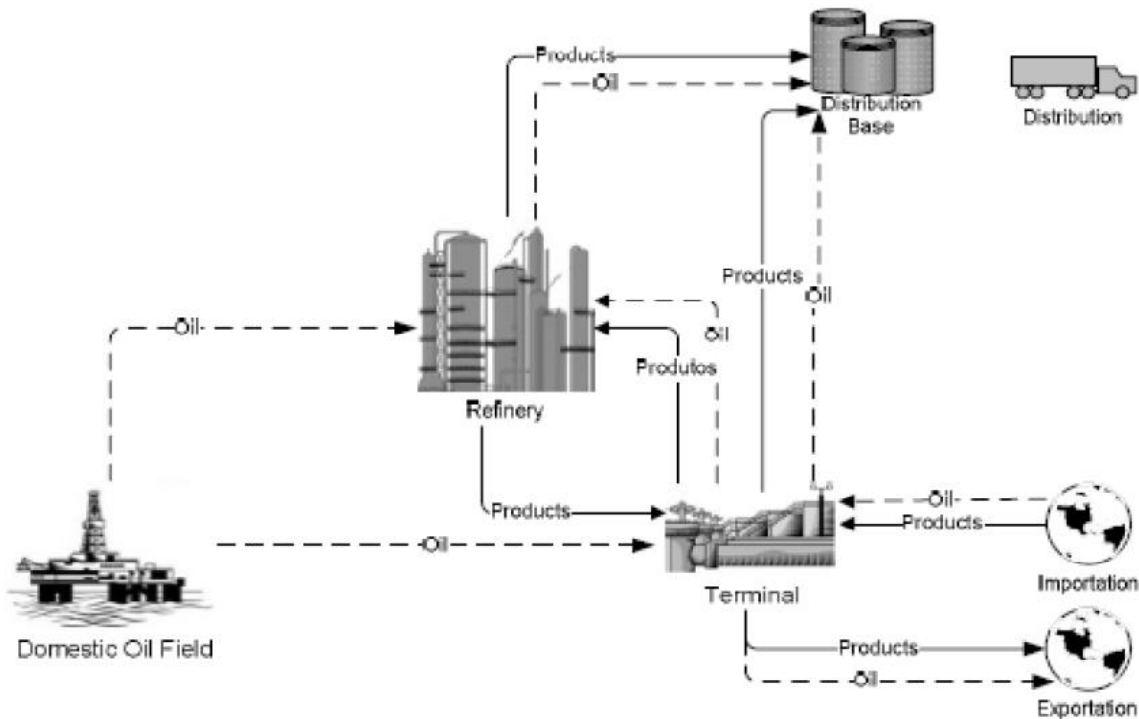 Products
Oil
Distribution
Base
Distribution
Products
Oil
Oil
Oil
Produtos
Refinery
Products
Oil
Products
Oil
Importation
Terminal
Domestic Oil Field
Products
Oil
Exportation